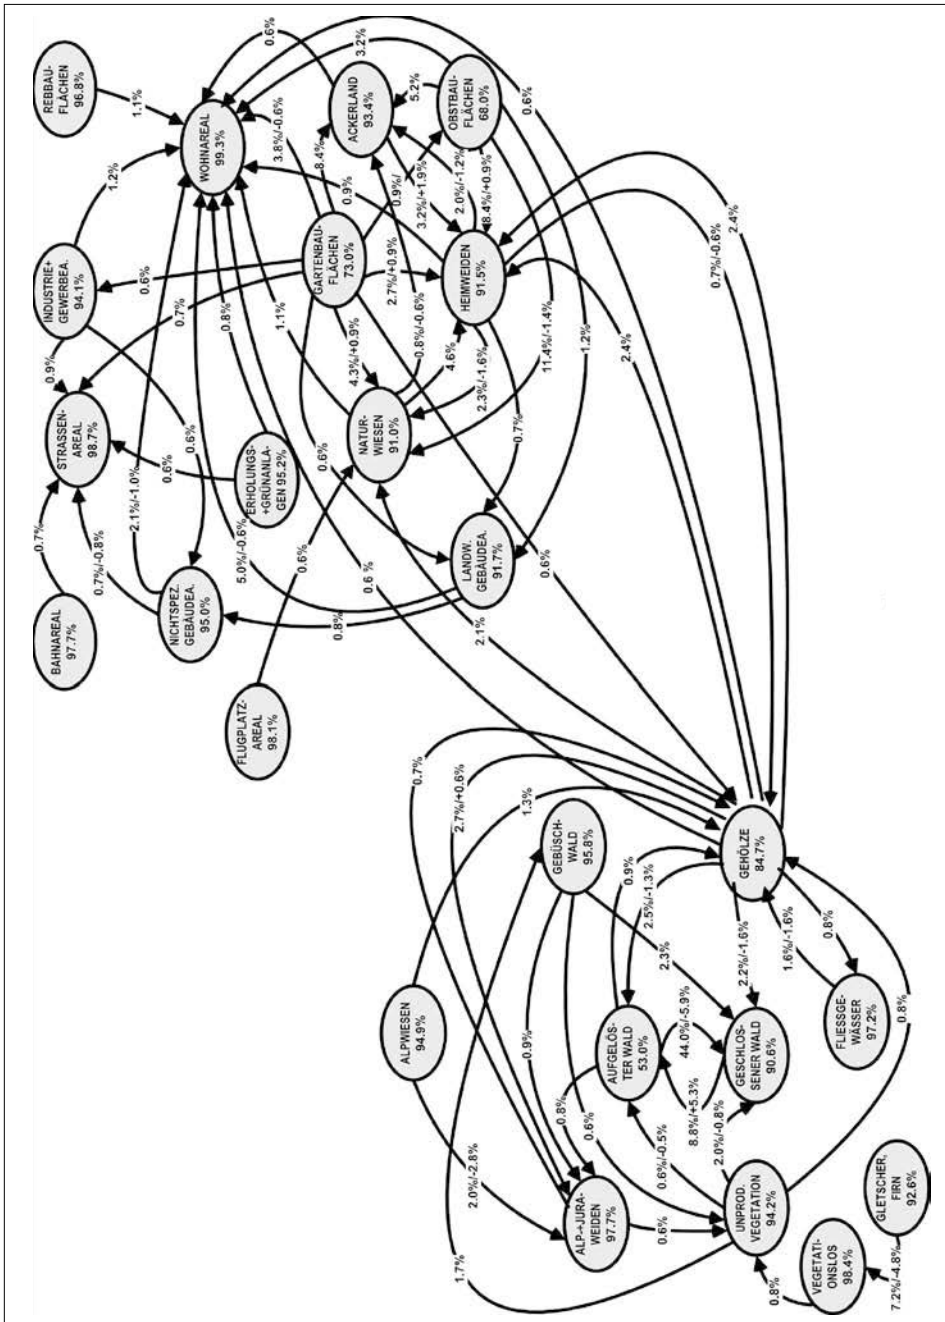 REBBAU-
FLÄCHEN
96.8%
1.1%
WOHNAREAL
99.3%
0.6%
3.2%
ACKERLAND
93.4%
5.2%
OBSTBAU-
FLÄCHEN
68.0%
0.6%
1.2%
3.8%/-0.6%
8.4%
0.9%
0.9%/
3.2%/+1.9%
2.0%/-1.2%
8.4%/+0.9%
INDUSTRIE+
GEWERBEA.
94.1%
0.6%
0.7%
GARTENBAU-
FLÄCHEN
73.0%
2.7%/+0.9%
HEIMWEIDEN
91.5%
2.4%
0.7%/-0.6%
0.9%
0.8%
1.1%
4.3%/+0.9%
0.8%/-0.6%
4.6%
2.3%/-1.6%
11.4%/-1.4%
1.2%
2.4%
STRASSEN-
AREAL
98.7%
0.6%
NATUR-
WIESEN
91.0%
0.7%
0.6%
2.1%/-1.0%
0.6%
ERHOLUNGS-
+GRÜNANLA-
GEN 95.2%
0.6%
0.7%
0.7%/-0.8%
5.0%/-0.6%
0.6%
0.6 %
LANDW.
GEBÄUDEA.
91.7%
0.6%
BAHNAREAL
97.7%
NICHTSPEZ.
GEBÄUDEA.
95.0%
0.8%
2.1%
FLUGPLATZ-
AREAL
98.1%
0.7%
2.7%/+0.6%
1.3%
GEBÜSCH-
WALD
95.8%
GEHÖLZE
84.7%
0.9%
2.5%/-1.3%
2.3%
2.2%/-1.6%
1.6%/-1.6%
0.8%
ALPWIESEN
94.9%
0.9%
AUFGELÖS-
TER WALD
53.0%
44.0%/-5.9%
GESCHLOS-
SENER WALD
90.6%
FLIESSGE-
WÄSSER
97.2%
0.8%
0.8%
0.6%
8.8%/+5.3%
2.0%/-2.8%
0.6%/-0.5%
2.0%/-0.8%
ALP-+JURA-
WEIDEN
97.7%
0.6%
UNPROD.
VEGETATION
94.2%
GLETSCHER,
FIRN
92.6%
1.7%
0.8%
VEGETATI-
ONSLOS
98.4%
7.2%/-4.8%